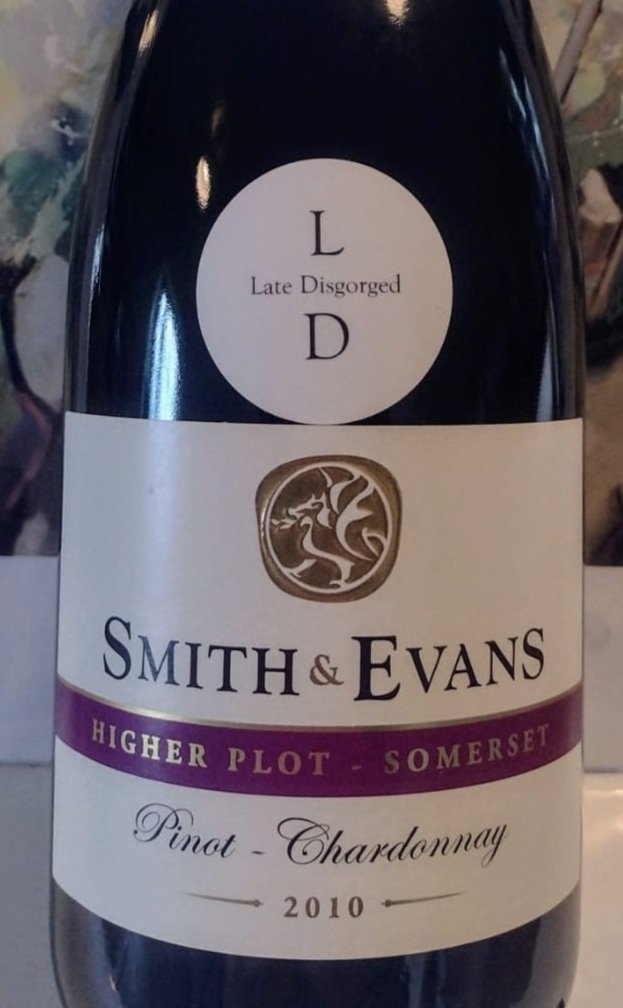 L
Late Disgorged
D
SMITH & EVANS
HIGHER PLOT - SOMERSET
Pinot - Chardonnay
2010